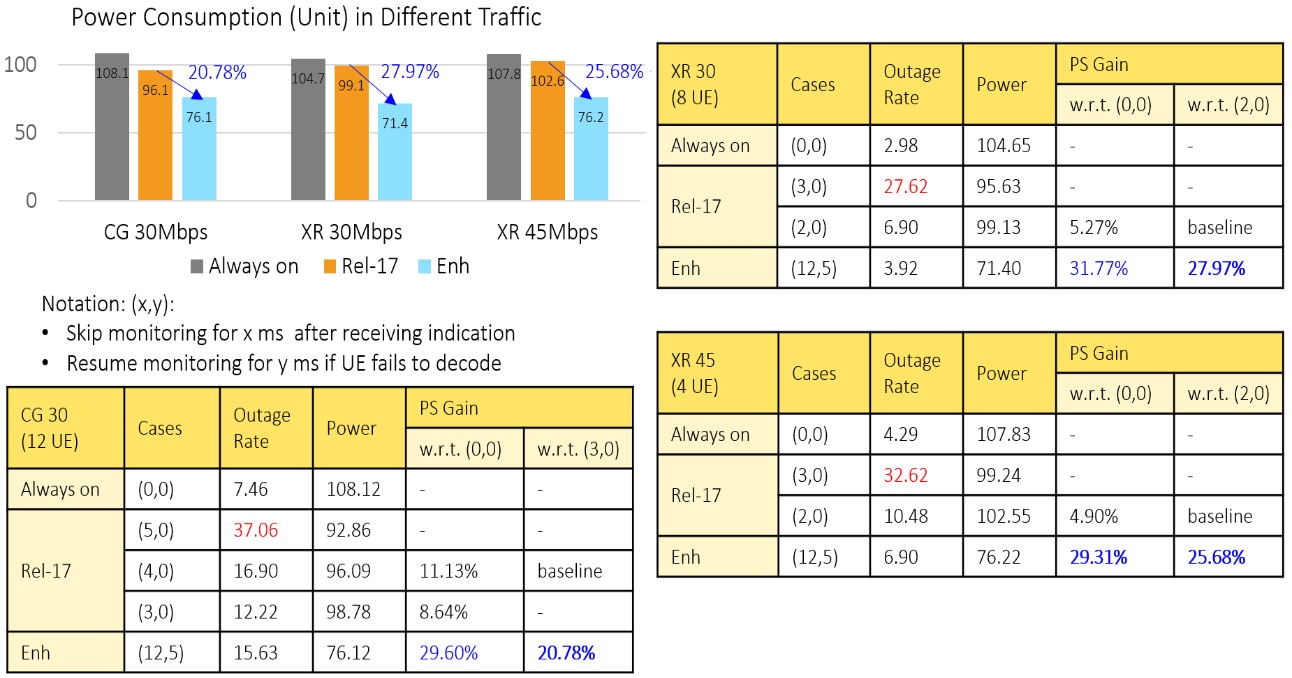 Power Consumption (Unit) in Different Traffic
100
50
0
108.1
96.1
76.1
20.78%
104.7
99.1
71.4
27.97%
107.8
102.6
76.2
25.68%
CG 30Mbps XR 30Mbps XR 45Mbps
Always on Rel-17 Enh
Notation: (x,y):
• Skip monitoring for x ms after receiving indication
• Resume monitoring for y ms if UE fails to decode
CG 30 (12 UE) Cases Outage Rate Power PS Gain
w.r.t. (0,0) w.r.t. (3,0)
Always on (0,0) 7.46 108.12 - -
Rel-17 (5,0) 37.06 92.86 - -
(4,0) 16.90 96.09 11.13% baseline
(3,0) 12.22 98.78 8.64% -
Enh (12,5) 15.63 76.12 29.60% 20.78%
XR 30 (8 UE) Cases Outage Rate Power PS Gain
w.r.t. (0,0) w.r.t. (2,0)
Always on (0,0) 2.98 104.65 - -
Rel-17 (3,0) 27.62 95.63 - -
(2,0) 6.90 99.13 5.27% baseline
Enh (12,5) 3.92 71.40 31.77% 27.97%
XR 45 (4 UE) Cases Outage Rate Power PS Gain
w.r.t. (0,0) w.r.t. (2,0)
Always on (0,0) 4.29 107.83 - -
Rel-17 (3,0) 32.62 99.24 - -
(2,0) 10.48 102.55 4.90% baseline
Enh (12,5) 6.90 76.22 29.31% 25.68%